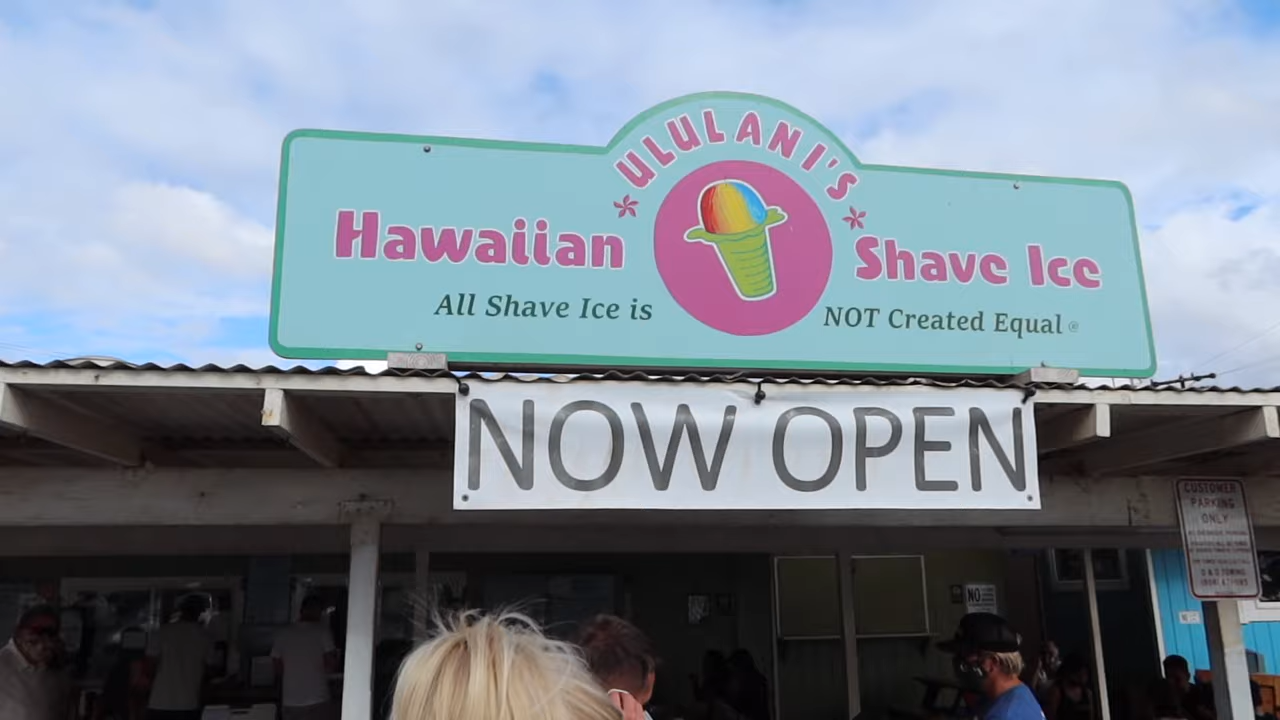 ULULANI'S
Hawaiian Shave Ice
All Shave Ice is NOT Created Equal®
NOW OPEN
CUSTOMER
PARKING
ONLY
NO